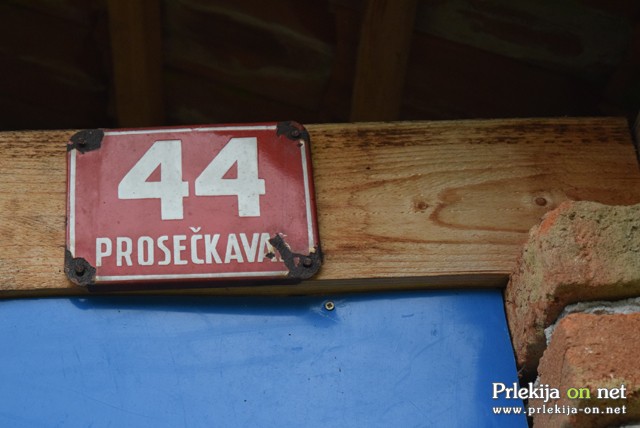 44
PROSEČKAVA
Prlekija on net
www.prlekija-on.net